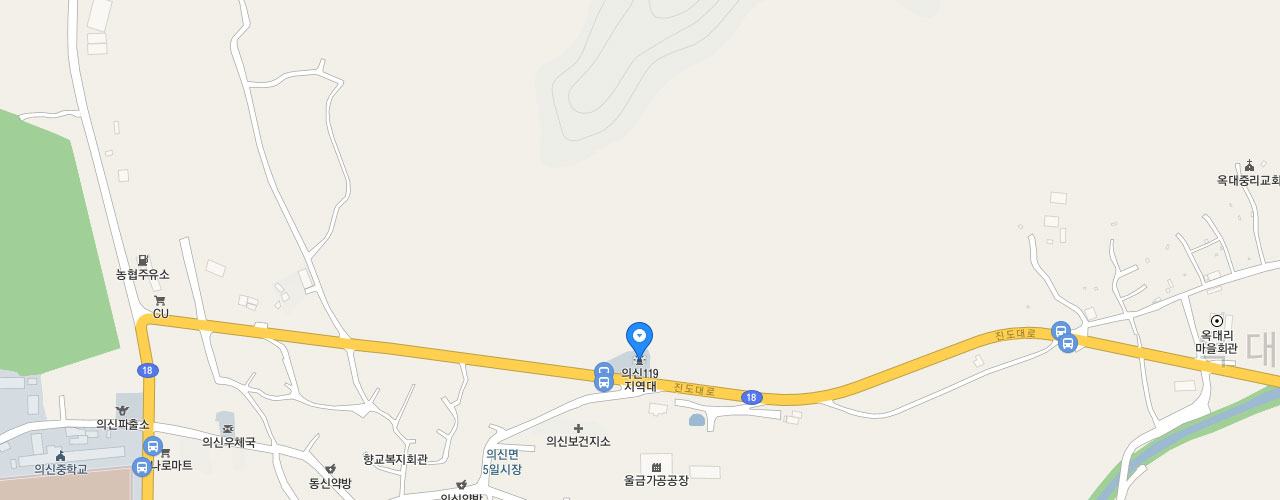 옥대중리교회
농협주유소
CU
옥대리
마을회관
옥대
진도대로
18
의신119
지역대
진도대로
18
의신파출소
의신우체국
의신보건지소
향교복지회관
의신면
5일시장
나로마트
의신중학교
동신약방
울금가공공장